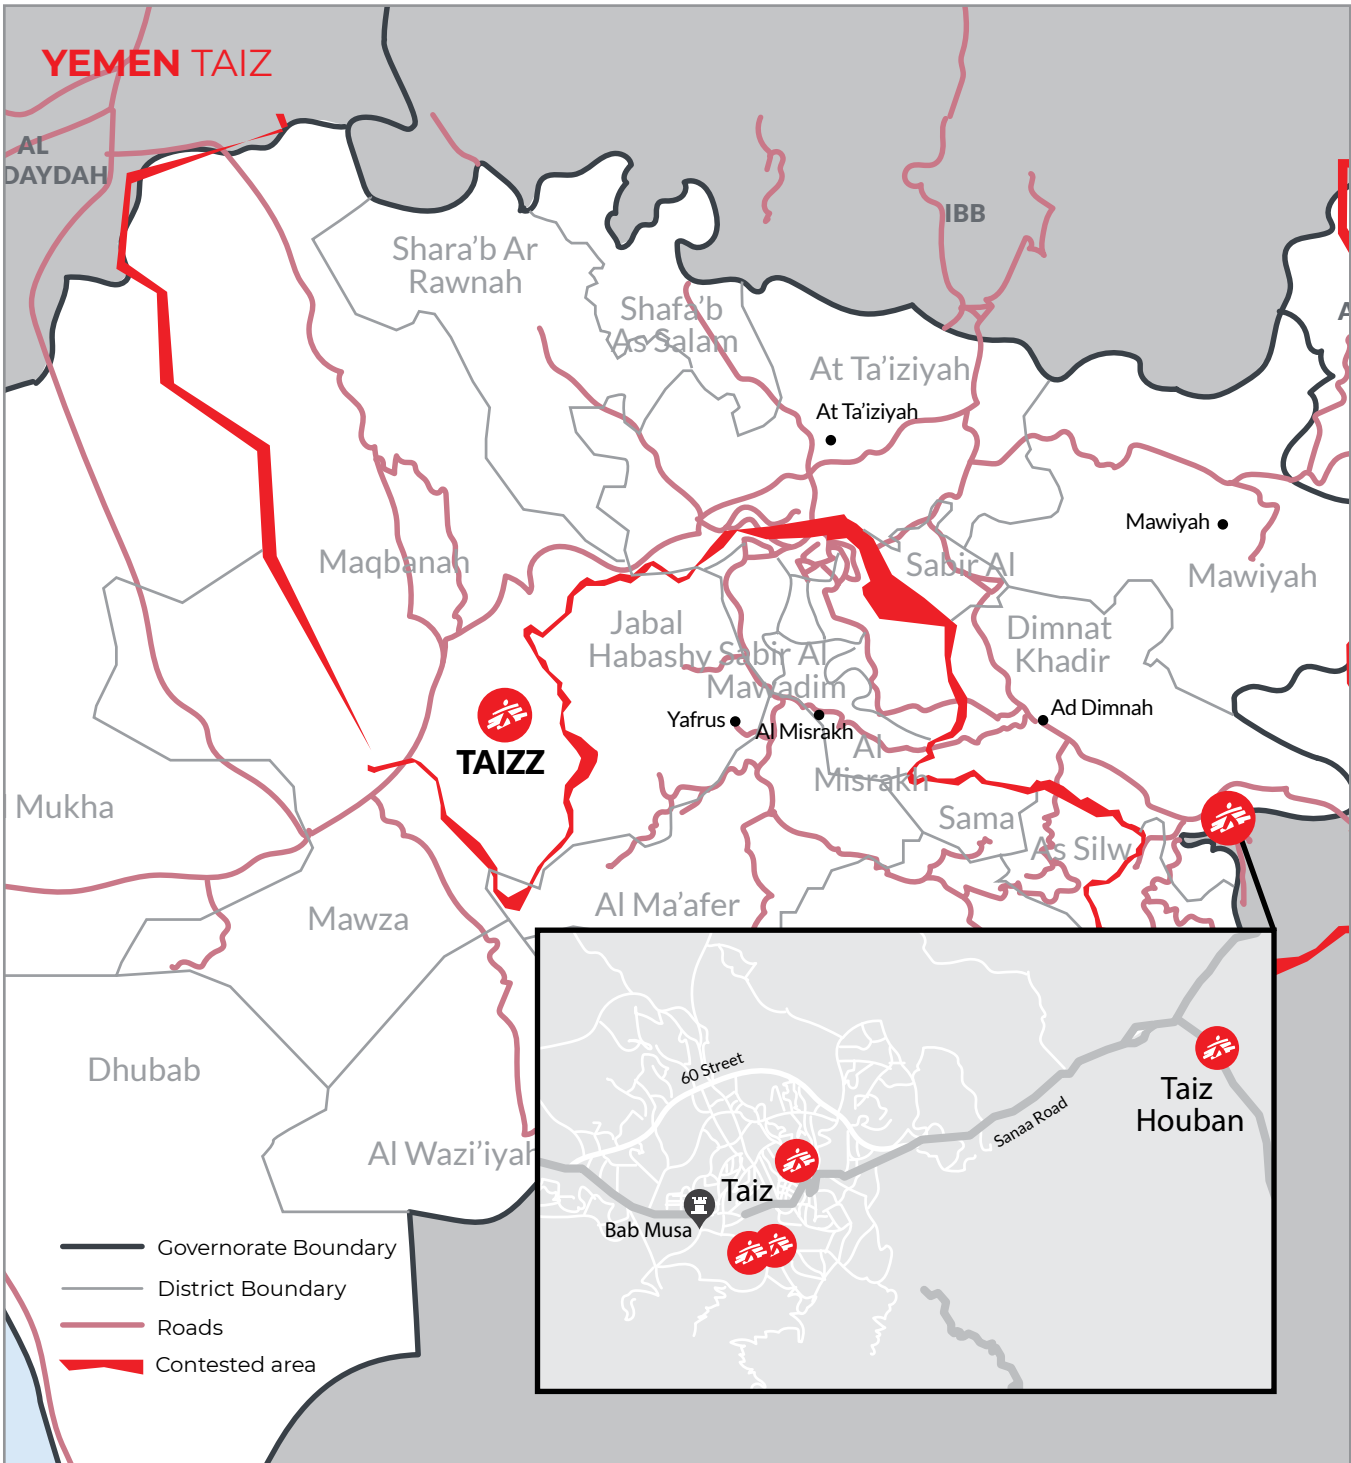 YEMEN TAIZ
AL
DAYDAH
IBB
A
Shara'b Ar
Rawnah
Shafa'b
As Salam
At Ta'iziyah
At Ta'iziyah
Mawiyah
Mawiyah
Maqbanah
Sabir Al
Jabal
Habashy
Sabir Al
Mawadim
Dimnat
Khadir
Yafrus
Al Misrakh
Ad Dimnah
TAIZZ
Al
Misrakh
Mukha
Sama
As Silw
Mawza
Al Ma'afer
Dhubab
Al Wazi'iyah
60 Street
Sanaa Road
Taiz
Houban
Taiz
Bab Musa
Governorate Boundary
District Boundary
Roads
Contested area